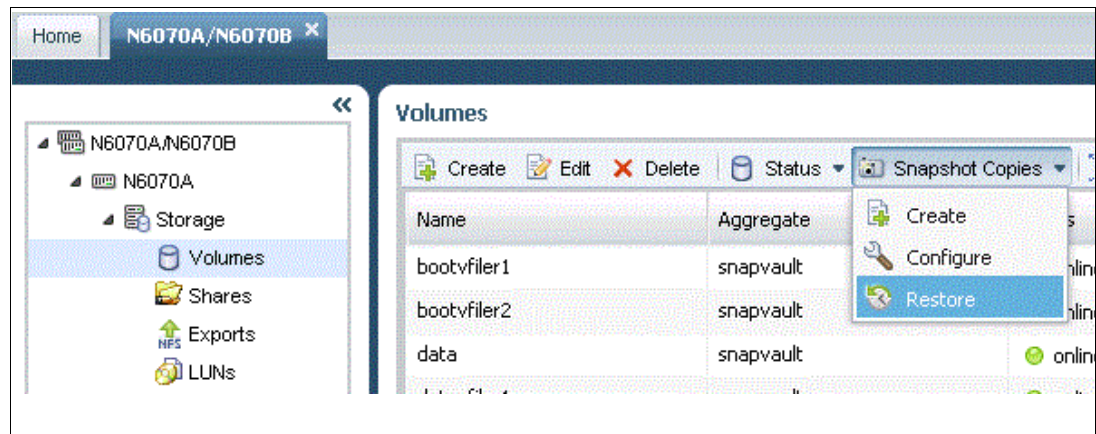 Home N6070A/N6070B
N6070A/N6070B
N6070A
Storage
Volumes
Shares
NFS Exports
LUNs
Volumes
Create Edit Delete Status Snapshot Copies
Create
Configure
Restore
Name Aggregate
bootvfiler1 snapvault
bootvfiler2 snapvault
data snapvault onlin